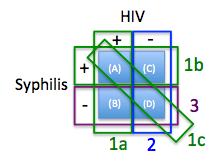 HIV
+ -
Syphilis + (A) (C) 1b
- (B) (D) 3
1a 2 1c